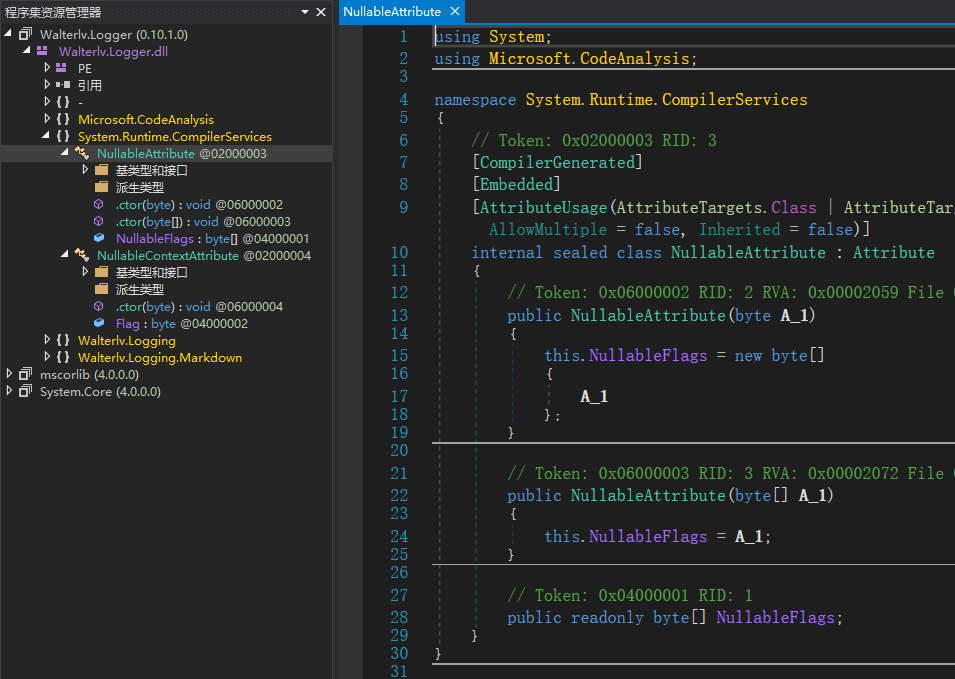 程序集资源管理器
Walterlv.Logger (0.10.1.0)
Walterlv.Logger.dll
PE
引用
{ } -
{ } Microsoft.CodeAnalysis
{ } System.Runtime.CompilerServices
NullableAttribute @02000003
基类型和接口
派生类型
.ctor(byte) : void @06000002
.ctor(byte[]) : void @06000003
NullableFlags : byte[] @04000001
NullableContextAttribute @02000004
基类型和接口
派生类型
.ctor(byte) : void @06000004
Flag : byte @04000002
{ } Walterlv.Logging
{ } Walterlv.Logging.Markdown
mscorlib (4.0.0.0)
System.Core (4.0.0.0)
NullableAttribute
1 using System;
2 using Microsoft.CodeAnalysis;
3
4 namespace System.Runtime.CompilerServices
5 {
6 // Token: 0x02000003 RID: 3
7 [CompilerGenerated]
8 [Embedded]
9 [AttributeUsage(AttributeTargets.Class | AttributeTar
AllowMultiple = false, Inherited = false)]
10 internal sealed class NullableAttribute : Attribute
11 {
12 // Token: 0x06000002 RID: 2 RVA: 0x00002059 File
13 public NullableAttribute(byte A_1)
14 {
15 this.NullableFlags = new byte[]
16 {
17 A_1
18 };
19 }
20
21 // Token: 0x06000003 RID: 3 RVA: 0x00002072 File
22 public NullableAttribute(byte[] A_1)
23 {
24 this.NullableFlags = A_1;
25 }
26
27 // Token: 0x04000001 RID: 1
28 public readonly byte[] NullableFlags;
29 }
30 }
31